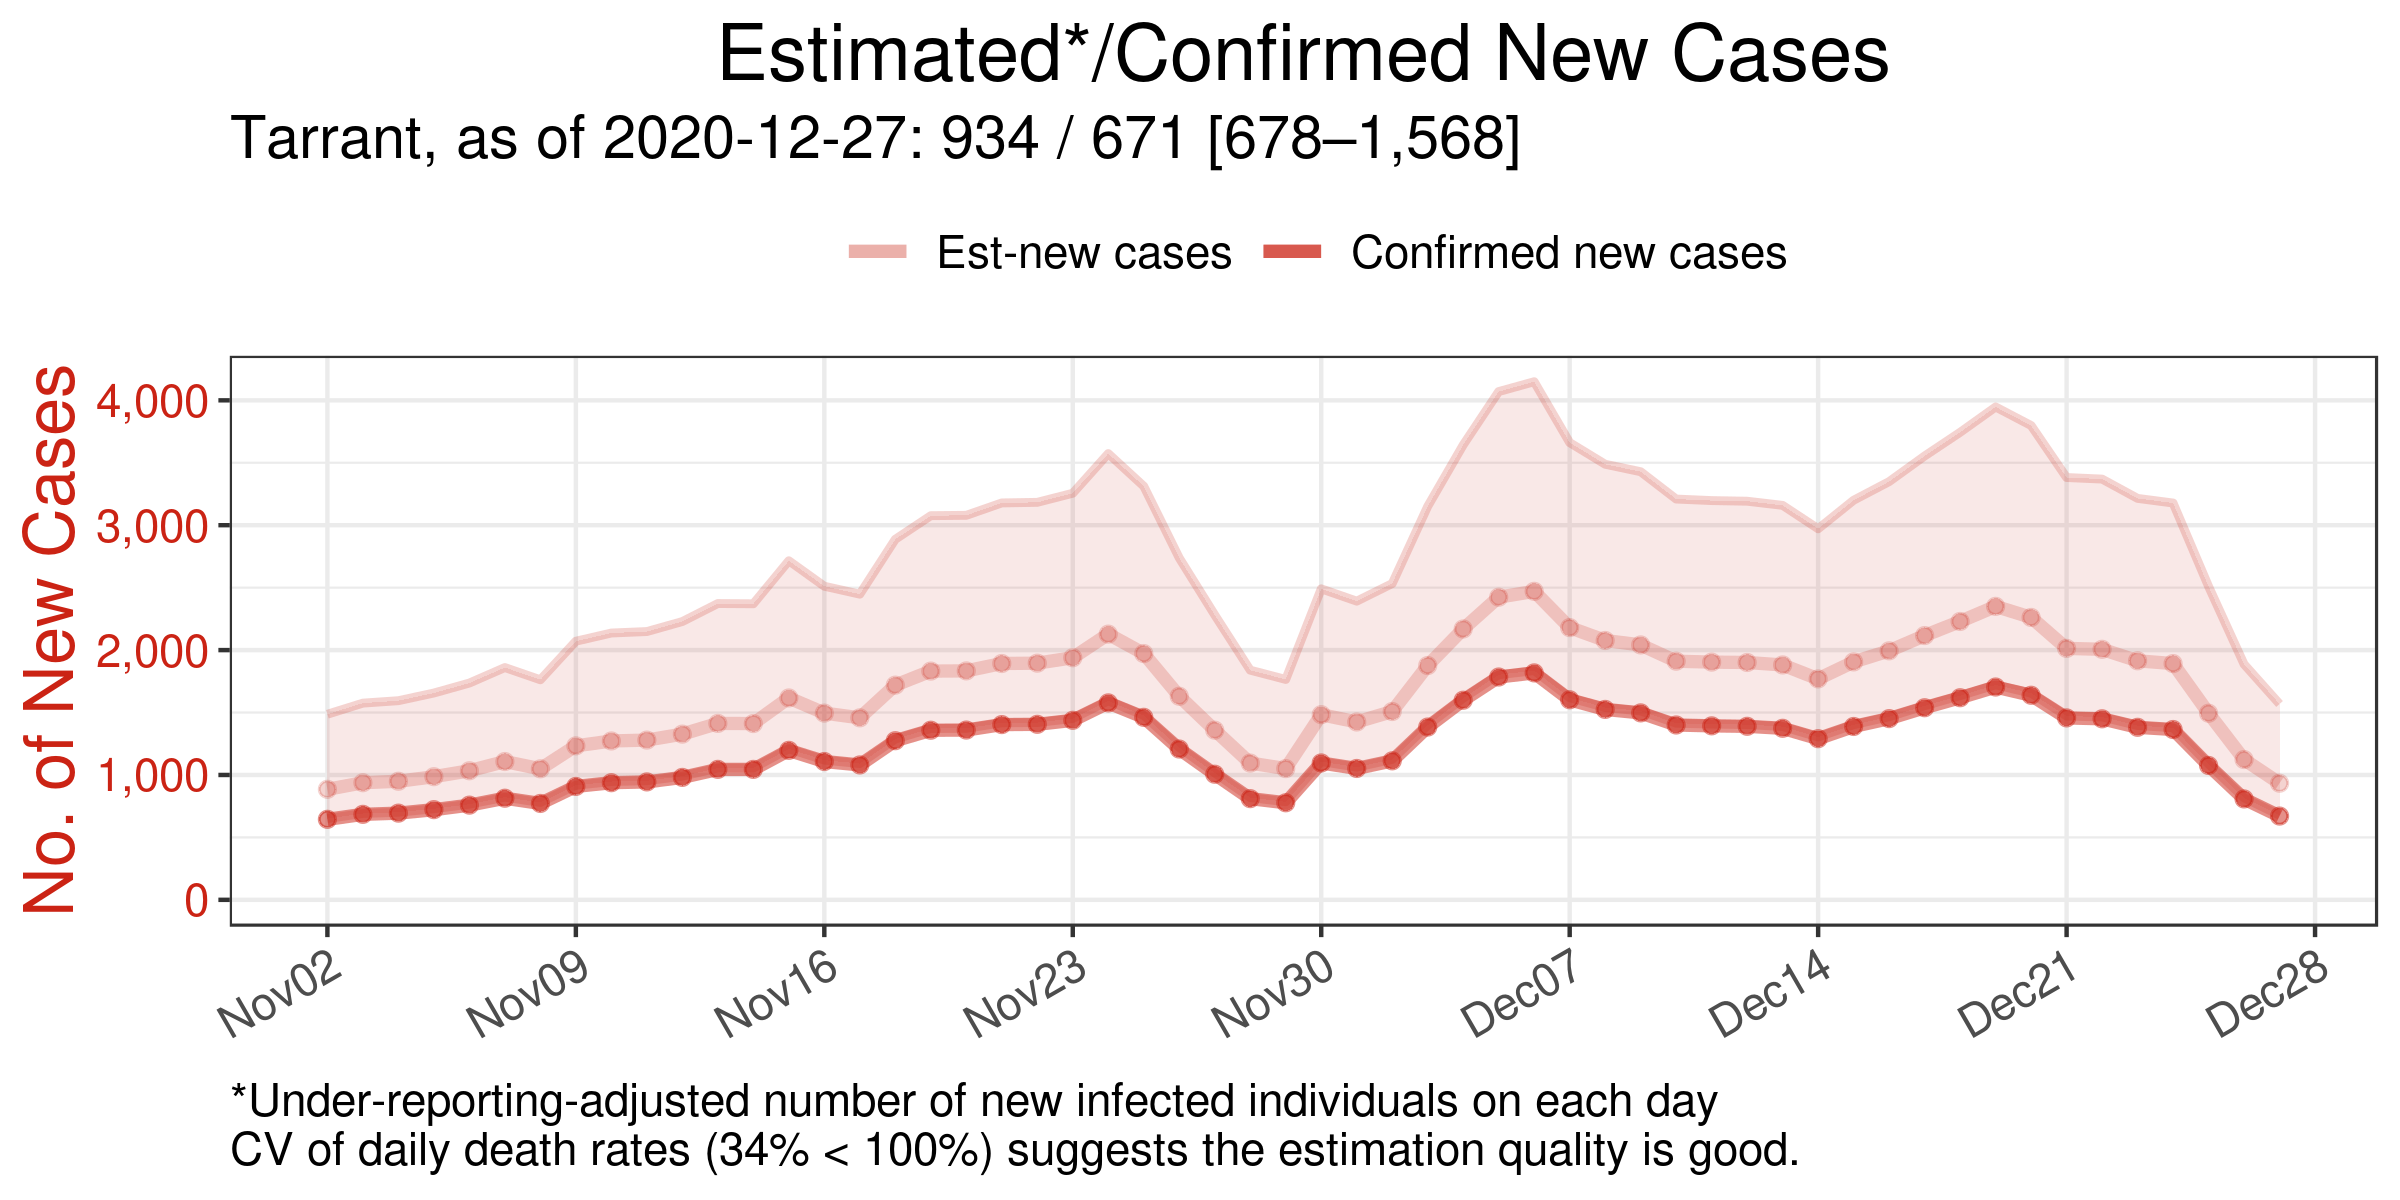 Estimated*/Confirmed New Cases
Tarrant, as of 2020-12-27: 934 / 671 [678–1,568]
Est-new cases
Confirmed new cases
No. of New Cases
4,000
3,000
2,000
1,000
0
Nov02
Nov09
Nov16
Nov23
Nov30
Dec07
Dec14
Dec21
Dec28
*Under-reporting-adjusted number of new infected individuals on each day
CV of daily death rates (34% < 100%) suggests the estimation quality is good.